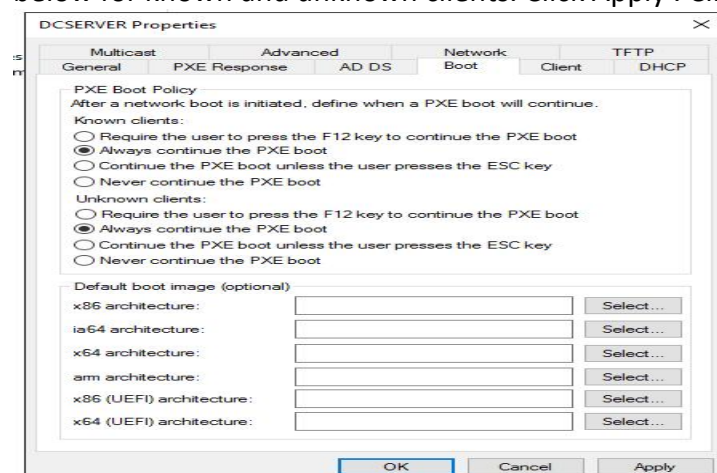 below for known and unknown clients. Click Apply
DCSERVER Properties
Multicast Advanced Network TFTP
General PXE Response AD DS Boot Client DHCP
PXE Boot Policy
After a network boot is initiated, define when a PXE boot will continue.
Known clients:
Require the user to press the F12 key to continue the PXE boot
Always continue the PXE boot
Continue the PXE boot unless the user presses the ESC key
Never continue the PXE boot
Unknown clients:
Require the user to press the F12 key to continue the PXE boot
Always continue the PXE boot
Continue the PXE boot unless the user presses the ESC key
Never continue the PXE boot
Default boot image (optional)
x86 architecture: Select...
ia64 architecture: Select...
x64 architecture: Select...
arm architecture: Select...
x86 (UEFI) architecture: Select...
x64 (UEFI) architecture: Select...
OK Cancel Apply